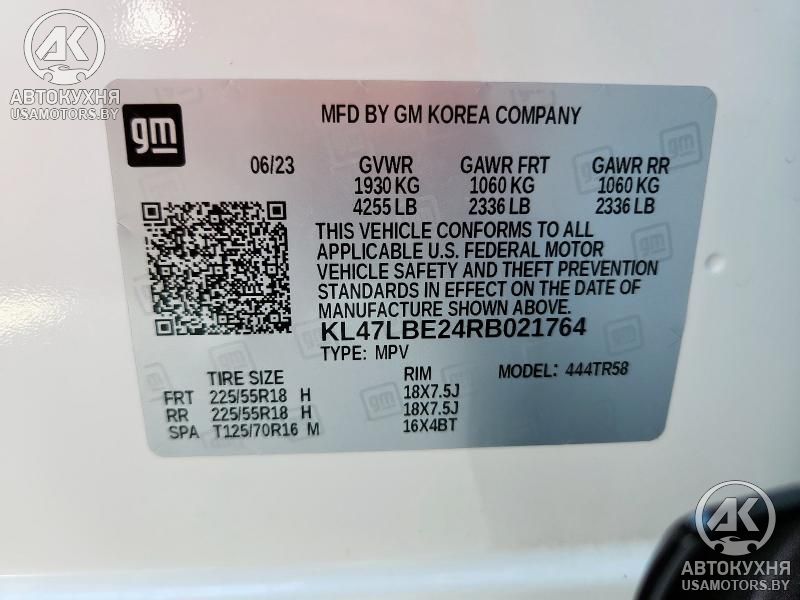 АК
АВТОКУХНЯ
USAMOTORS.BY
gm
MFD BY GM KOREA COMPANY
06/23 GVWR GAWR FRT GAWR RR
1930 KG 1060 KG 1060 KG
4255 LB 2336 LB 2336 LB
THIS VEHICLE CONFORMS TO ALL
APPLICABLE U.S. FEDERAL MOTOR
VEHICLE SAFETY AND THEFT PREVENTION
STANDARDS IN EFFECT ON THE DATE OF
MANUFACTURE SHOWN ABOVE.
KL47LBE24RB021764
TYPE: MPV MODEL: 444TR58
TIRE SIZE RIM
FRT 225/55R18 H 18X7.5J
RR 225/55R18 H 18X7.5J
SPA T125/70R16 M 16X4BT
АК
АВТОКУХНЯ
USAMOTORS.BY